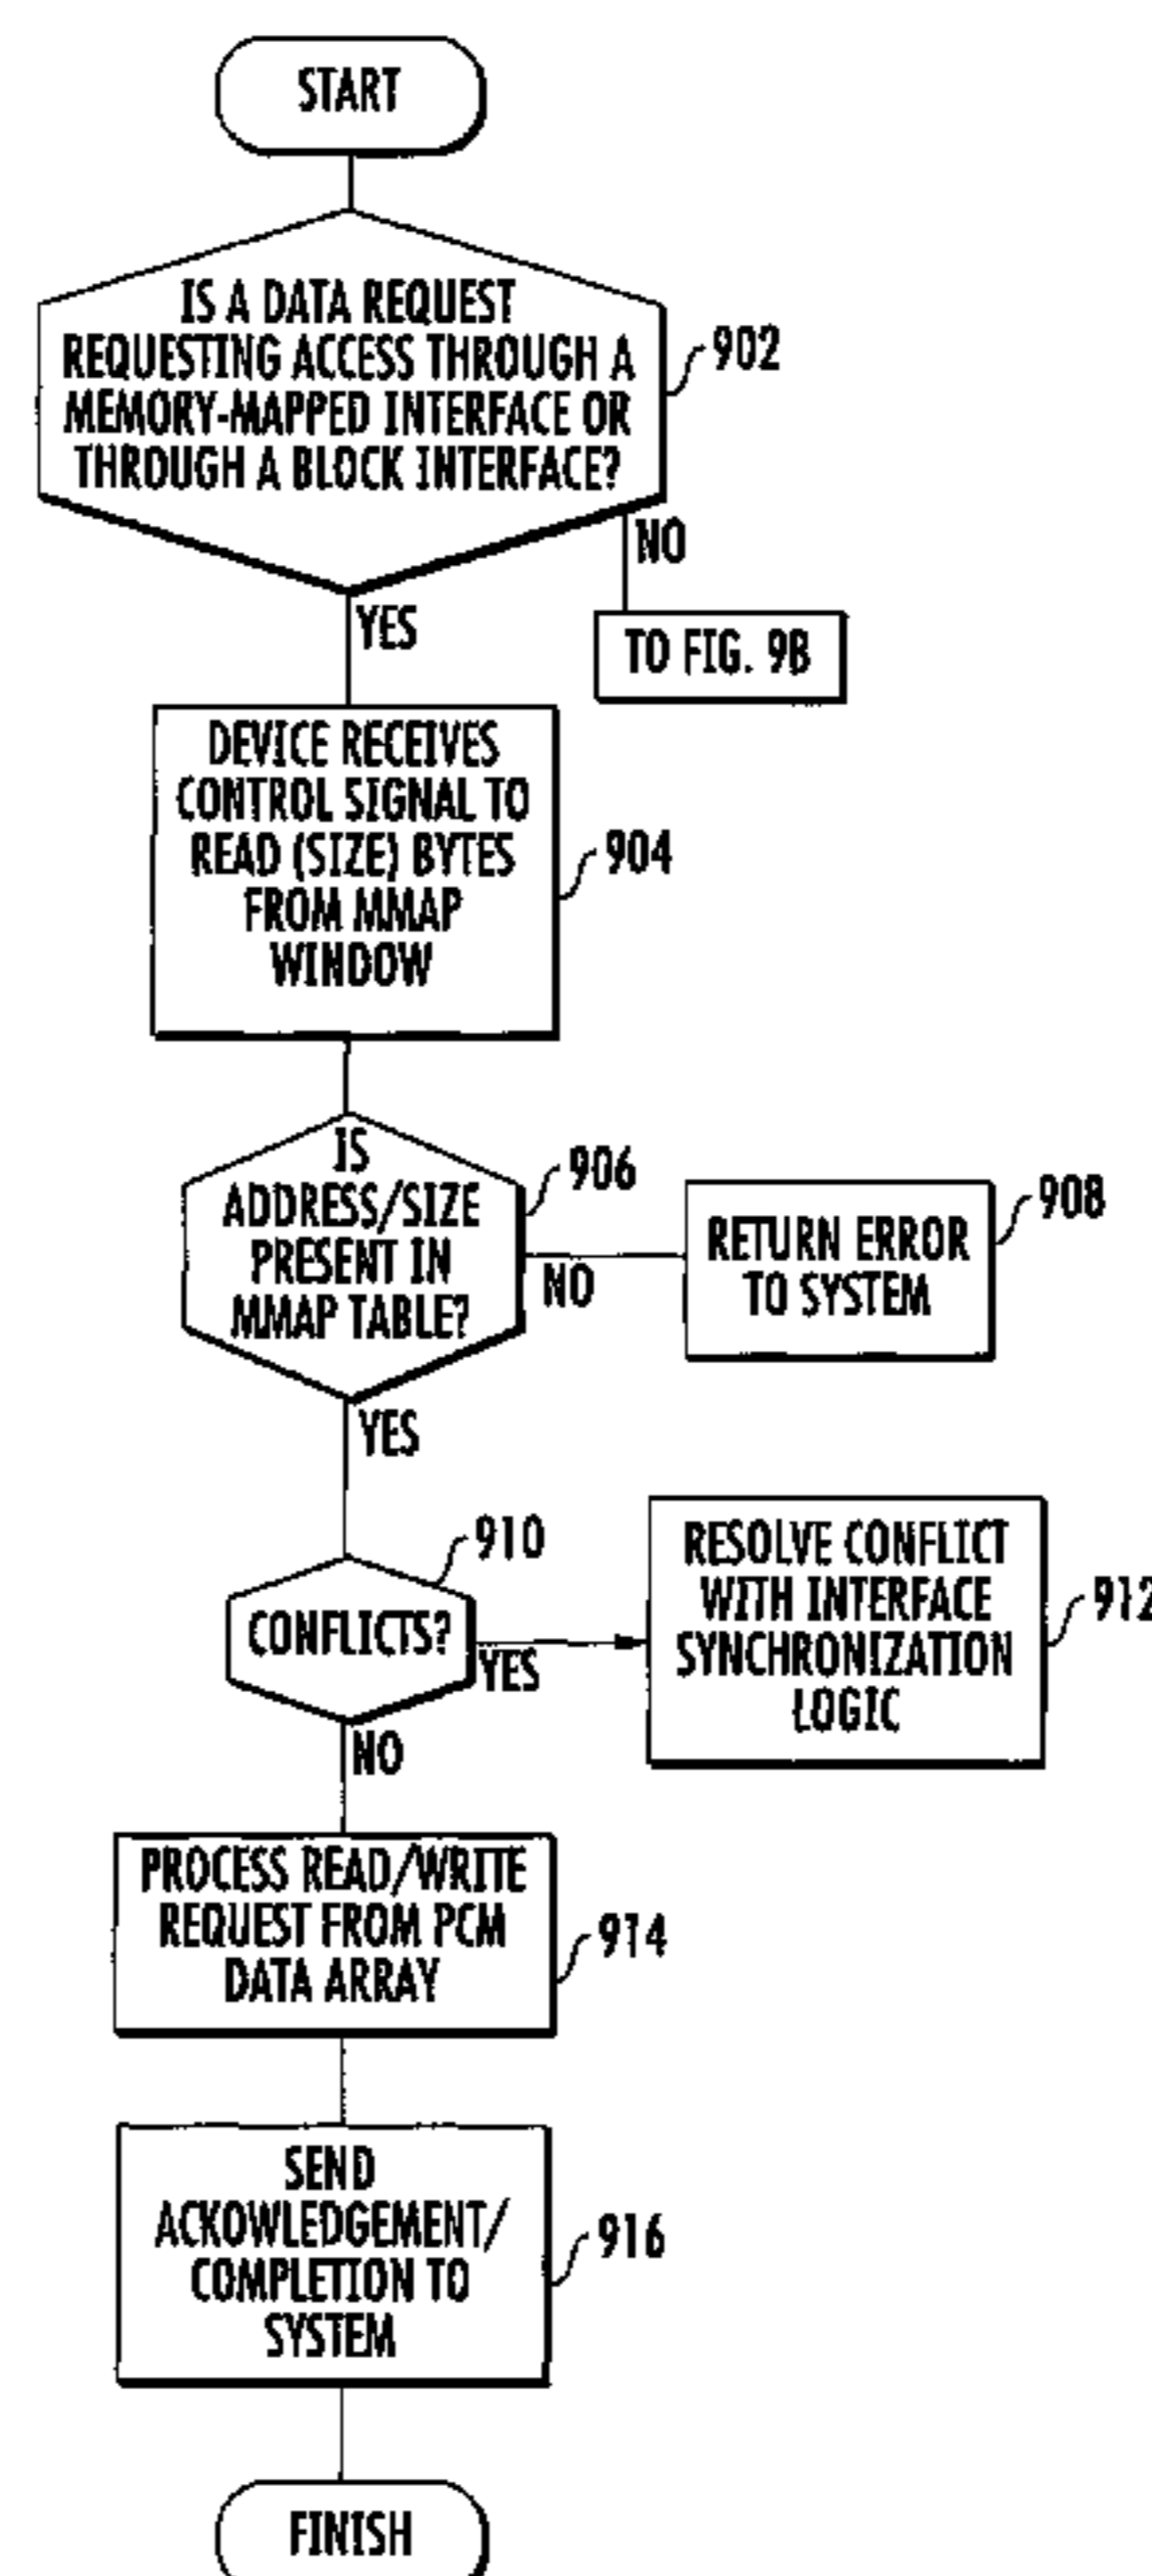 START
IS A DATA REQUEST
REQUESTING ACCESS THROUGH A
MEMORY-MAPPED INTERFACE OR
THROUGH A BLOCK INTERFACE?
902
NO
TO FIG. 9B
YES
DEVICE RECEIVES
CONTROL SIGNAL TO
READ (SIZE) BYTES
FROM MMAP
WINDOW
904
IS
ADDRESS/SIZE
PRESENT IN
MMAP TABLE?
906
NO
RETURN ERROR
TO SYSTEM
908
YES
CONFLICTS?
910
YES
RESOLVE CONFLICT
WITH INTERFACE
SYNCHRONIZATION
LOGIC
912
NO
PROCESS READ/WRITE
REQUEST FROM PCM
DATA ARRAY
914
SEND
ACKOWLEDGEMENT/
COMPLETION TO
SYSTEM
916
FINISH